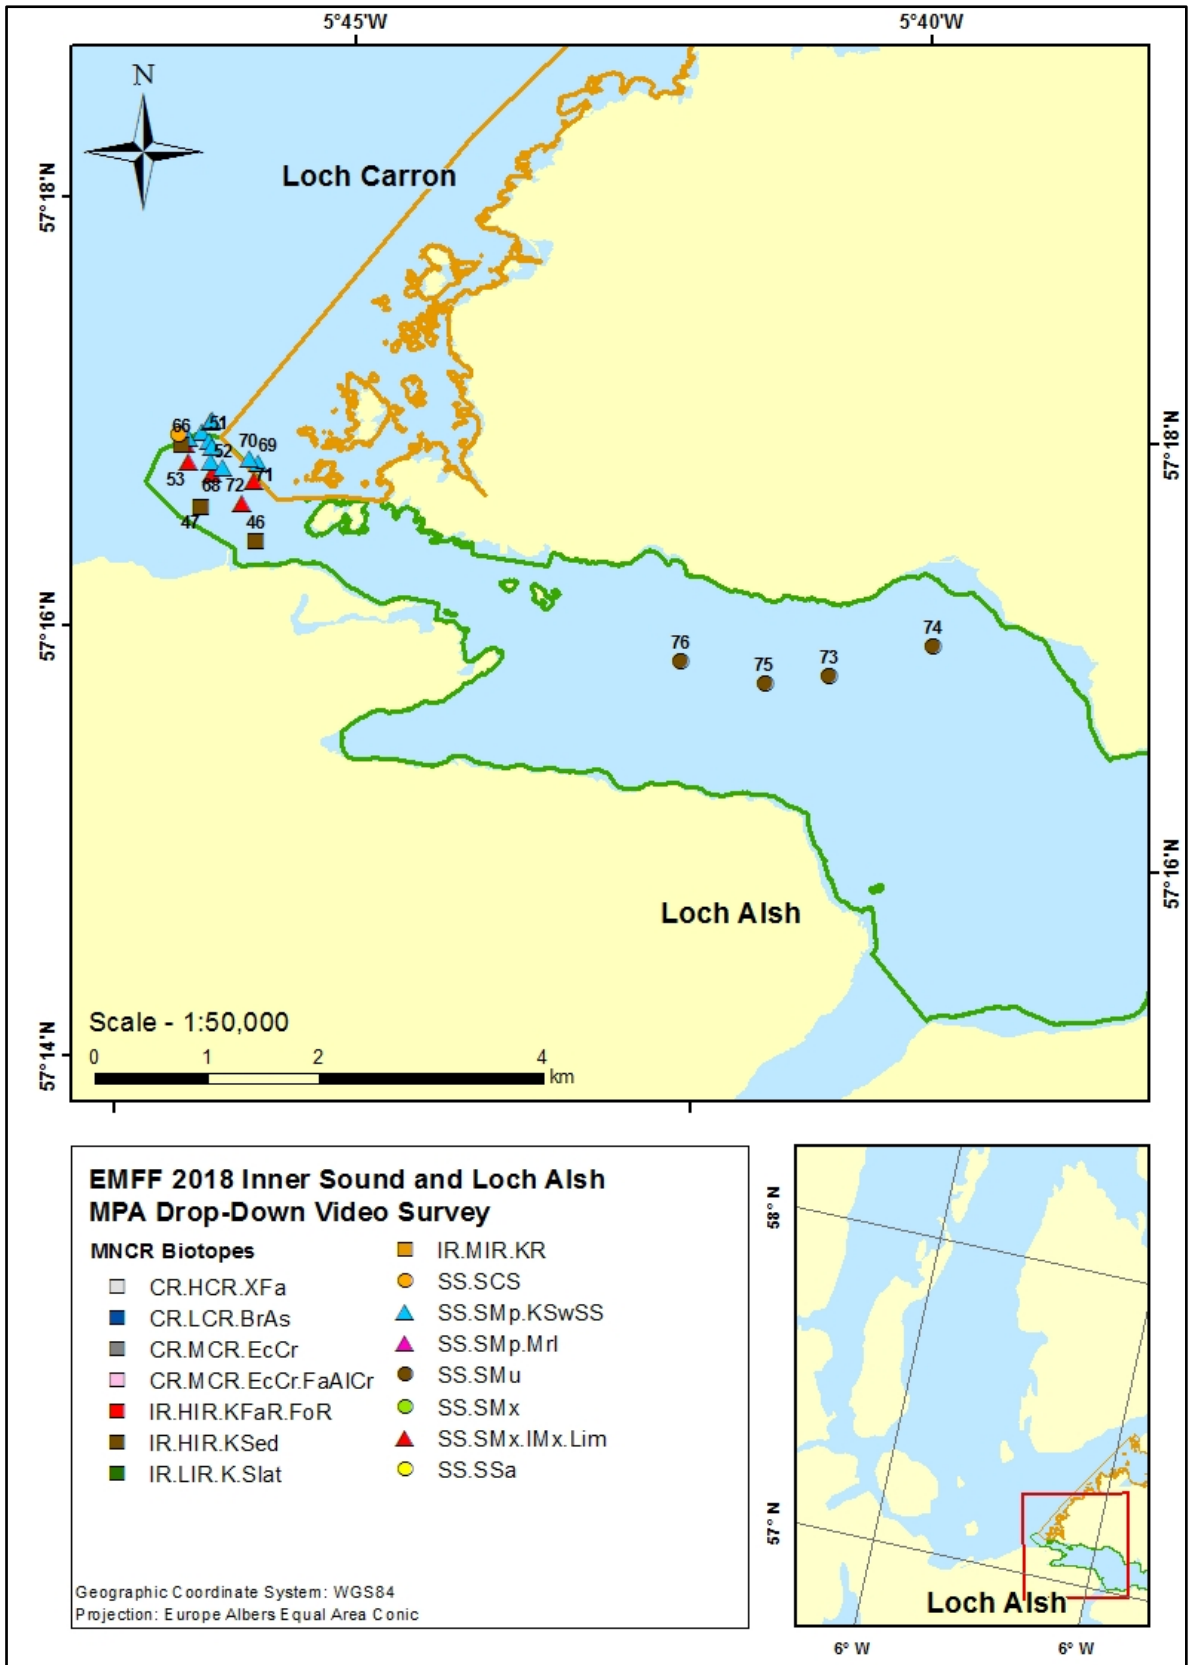 5°45'W
5°40'W
N
Loch Carron
57°18'N
57°18'N
66
51
52
70
69
53
68
72
71
47
46
57°16'N
57°16'N
76
75
73
74
Loch Alsh
Scale - 1:50,000
57°14'N
0
1
2
4
km
EMFF 2018 Inner Sound and Loch Alsh
MPA Drop-Down Video Survey
MNCR Biotopes
CR.HCR.XFa
CR.LCR.BrAs
CR.MCR.EcCr
CR.MCR.EcCr.FaAlCr
IR.HIR.KFaR.FoR
IR.HIR.KSed
IR.LIR.K.Slat
IR.MIR.KR
SS.SCS
SS.SMp.KSwSS
SS.SMp.Mrl
SS.SMu
SS.SMx
SS.SMx.IMx.Lim
SS.SSa
Geographic Coordinate System: WGS84
Projection: Europe Albers Equal Area Conic
58° N
57° N
Loch Alsh
6° W
6° W